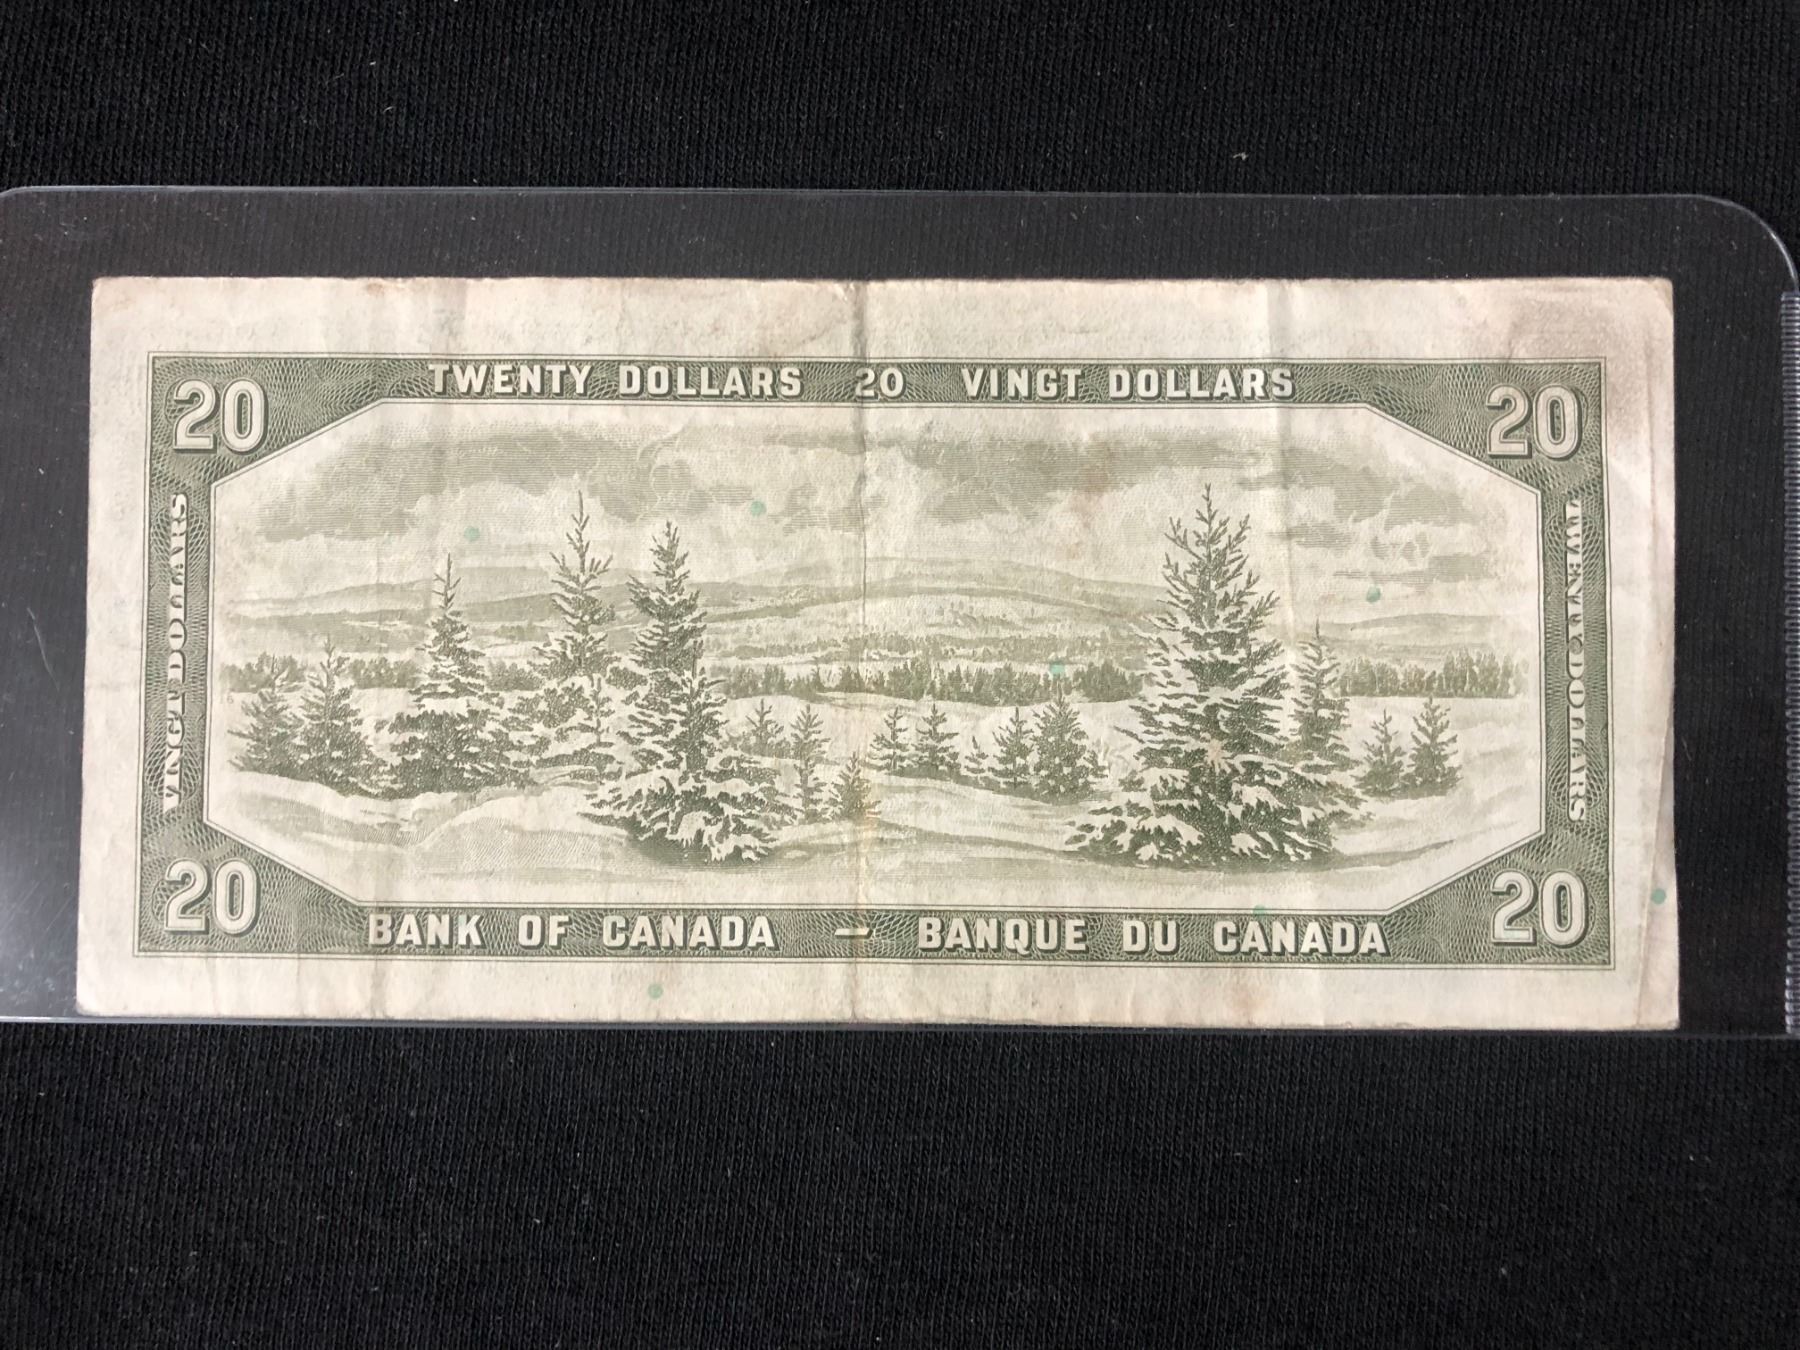 TWENTY DOLLARS 20 VINGT DOLLARS
20
20
VINGT DOLLARS
TWENTY DOLLARS
20
20
BANK OF CANADA — BANQUE DU CANADA